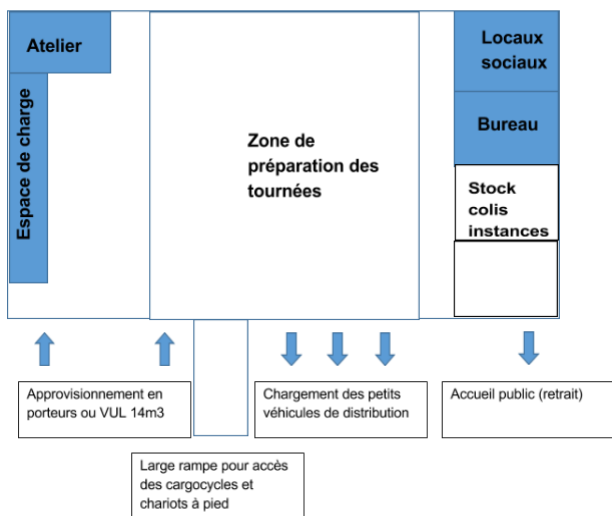 Atelier
Espace de charge
Zone de
préparation des
tournées
Locaux
sociaux
Bureau
Stock
colis
instances
Approvisionnement en
porteurs ou VUL 14m3
Chargement des petits
véhicules de distribution
Accueil public (retrait)
Large rampe pour accès
des cargocycles et
chariots à pied